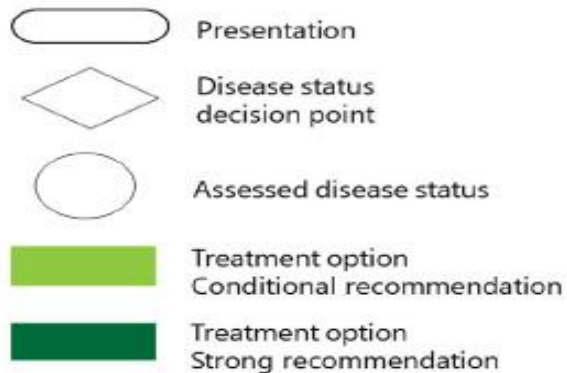 Presentation
Disease status
decision point
Assessed disease status
Treatment option
Conditional recommendation
Treatment option
Strong recommendation